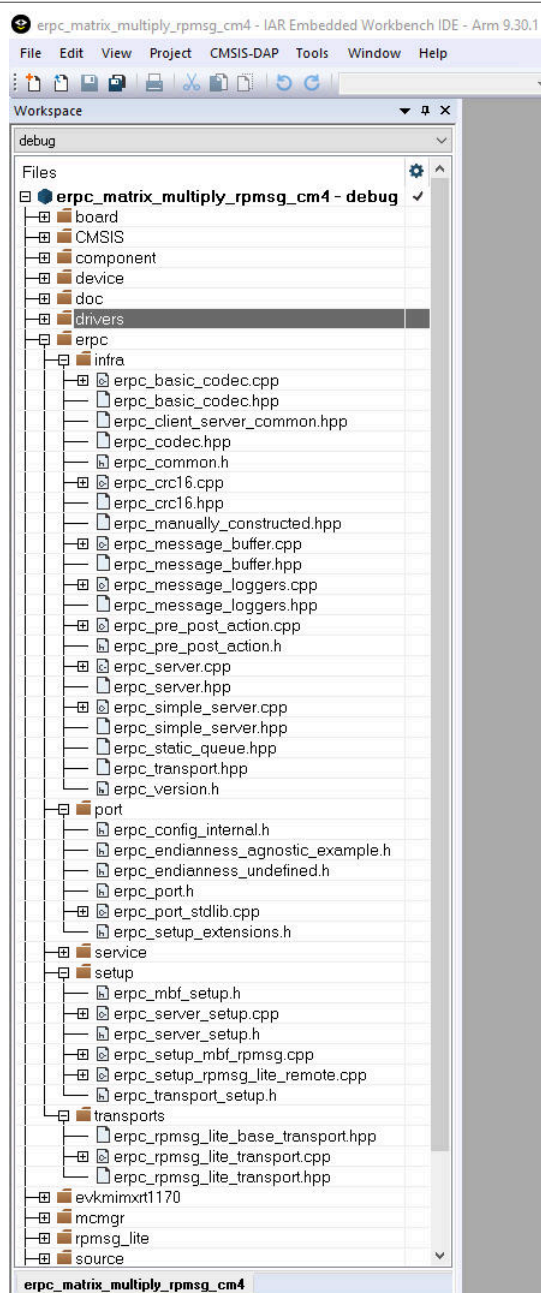 erpc_matrix_multiply_rpmsg_cm4 - IAR Embedded Workbench IDE - Arm 9.30.1
File Edit View Project CMSIS-DAP Tools Window Help
Workspace
debug
Files
erpc_matrix_multiply_rpmsg_cm4 - debug
board
CMSIS
component
device
doc
drivers
erpc
infra
erpc_basic_codec.cpp
erpc_basic_codec.hpp
erpc_client_server_common.hpp
erpc_codec.hpp
erpc_common.h
erpc_crc16.cpp
erpc_crc16.hpp
erpc_manually_constructed.hpp
erpc_message_buffer.cpp
erpc_message_buffer.hpp
erpc_message_loggers.cpp
erpc_message_loggers.hpp
erpc_pre_post_action.cpp
erpc_pre_post_action.h
erpc_server.cpp
erpc_server.hpp
erpc_simple_server.cpp
erpc_simple_server.hpp
erpc_static_queue.hpp
erpc_transport.hpp
erpc_version.h
port
erpc_config_internal.h
erpc_endianness_agnostic_example.h
erpc_endianness_undefined.h
erpc_port.h
erpc_port_stdlib.cpp
erpc_setup_extensions.h
service
setup
erpc_mbf_setup.h
erpc_server_setup.cpp
erpc_server_setup.h
erpc_setup_mbf_rpmsg.cpp
erpc_setup_rpmsg_lite_remote.cpp
erpc_transport_setup.h
transports
erpc_rpmsg_lite_base_transport.hpp
erpc_rpmsg_lite_transport.cpp
erpc_rpmsg_lite_transport.hpp
evkmimxrt1170
mcmgr
rpmsg_lite
source
erpc_matrix_multiply_rpmsg_cm4